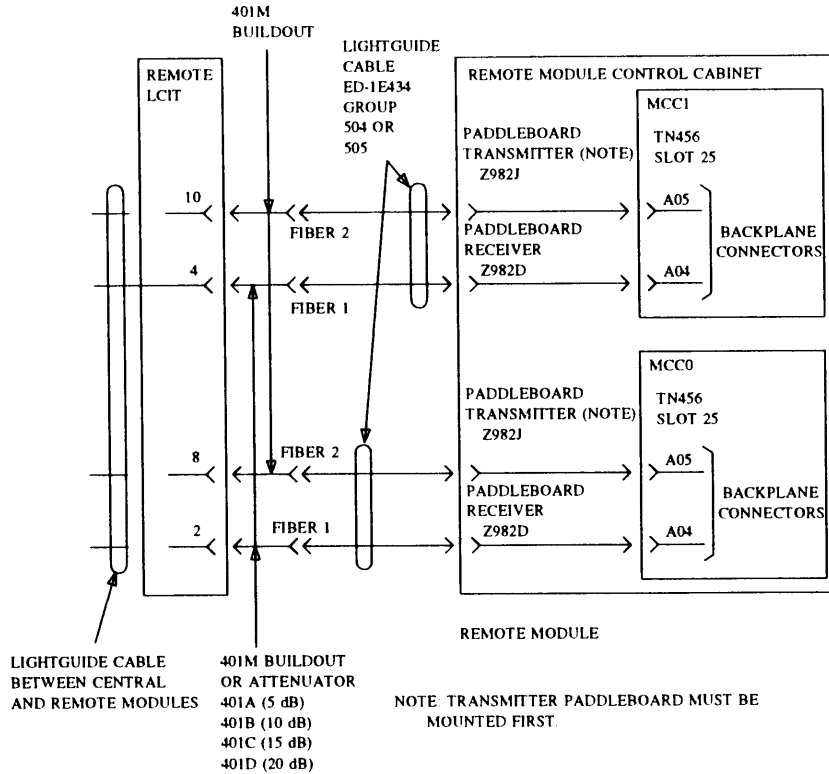 401M
BUILDOUT
LIGHTGUIDE
CABLE
ED-1E434
GROUP
504 OR
505
REMOTE
LCIT
REMOTE MODULE CONTROL CABINET
MCC1
TN456
SLOT 25
PADDLEBOARD
TRANSMITTER (NOTE)
Z982J
10
FIBER 2
A05
PADDLEBOARD
RECEIVER
Z982D
BACKPLANE
CONNECTORS
4
FIBER 1
A04
MCC0
TN456
SLOT 25
PADDLEBOARD
TRANSMITTER (NOTE)
Z982J
8
FIBER 2
A05
PADDLEBOARD
RECEIVER
Z982D
BACKPLANE
CONNECTORS
2
FIBER 1
A04
REMOTE MODULE
LIGHTGUIDE CABLE
BETWEEN CENTRAL
AND REMOTE MODULES
401M BUILDOUT
OR ATTENUATOR
401A (5 dB)
401B (10 dB)
401C (15 dB)
401D (20 dB)
NOTE: TRANSMITTER PADDLEBOARD MUST BE
MOUNTED FIRST.